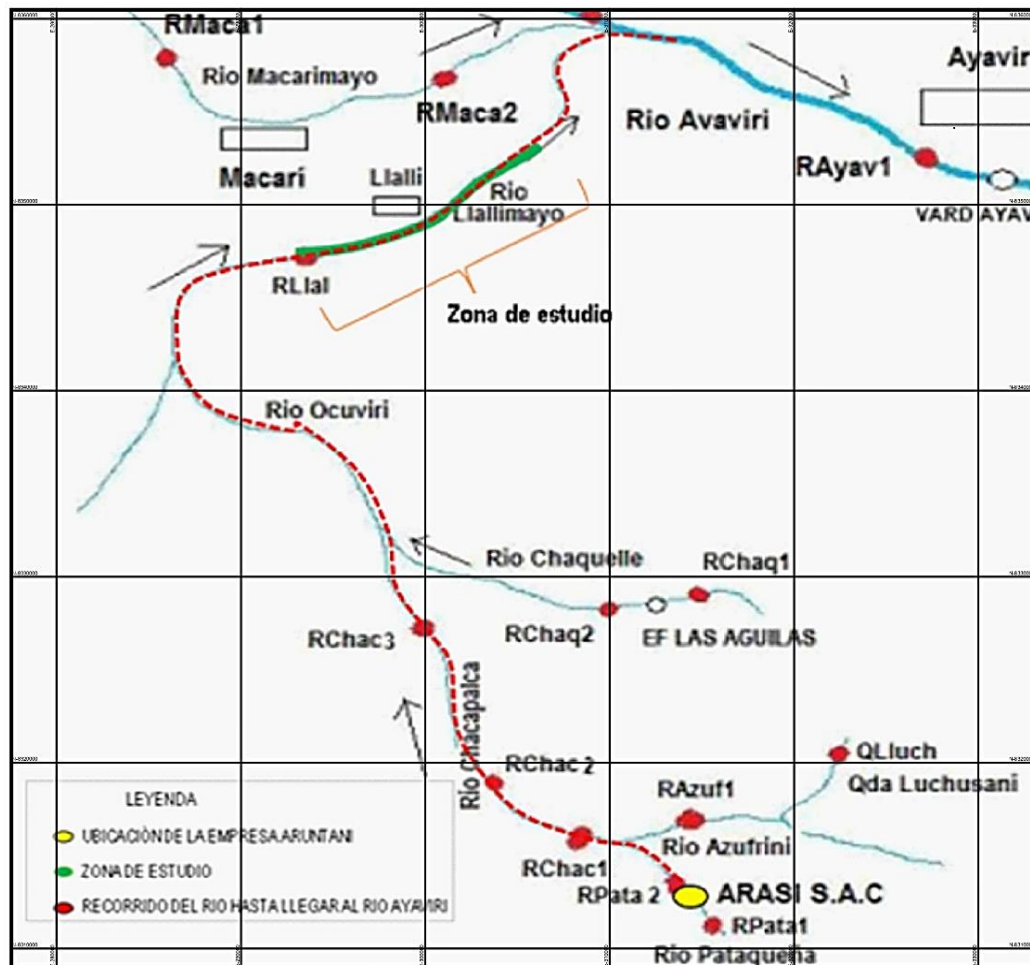 RMaca1
Rio Macarimayo
RMaca2
Macarí
Llalli
Rio
Llallimayo
Rio Avaviri
Ayavir
RAyav1
VARD AYAV
RLlal
Zona de estudio
Rio Ocuviri
Rio Chaquelle
RChaq1
RChaq2
EF LAS AGUILAS
RChac3
Río Chacapalca
RChac 2
QLluch
Qda Luchusani
RAzuf1
Rio Azufrini
RChac1
RPata 2
ARASI S.A.C
RPata1
Rio Pataqueña
LEYENDA
UBICACIÒN DE LA EMPRESA ARUNTANI
ZONA DE ESTUDIO
RECORRIDO DEL RIO HASTA LLEGAR AL RIO AYAVIRI